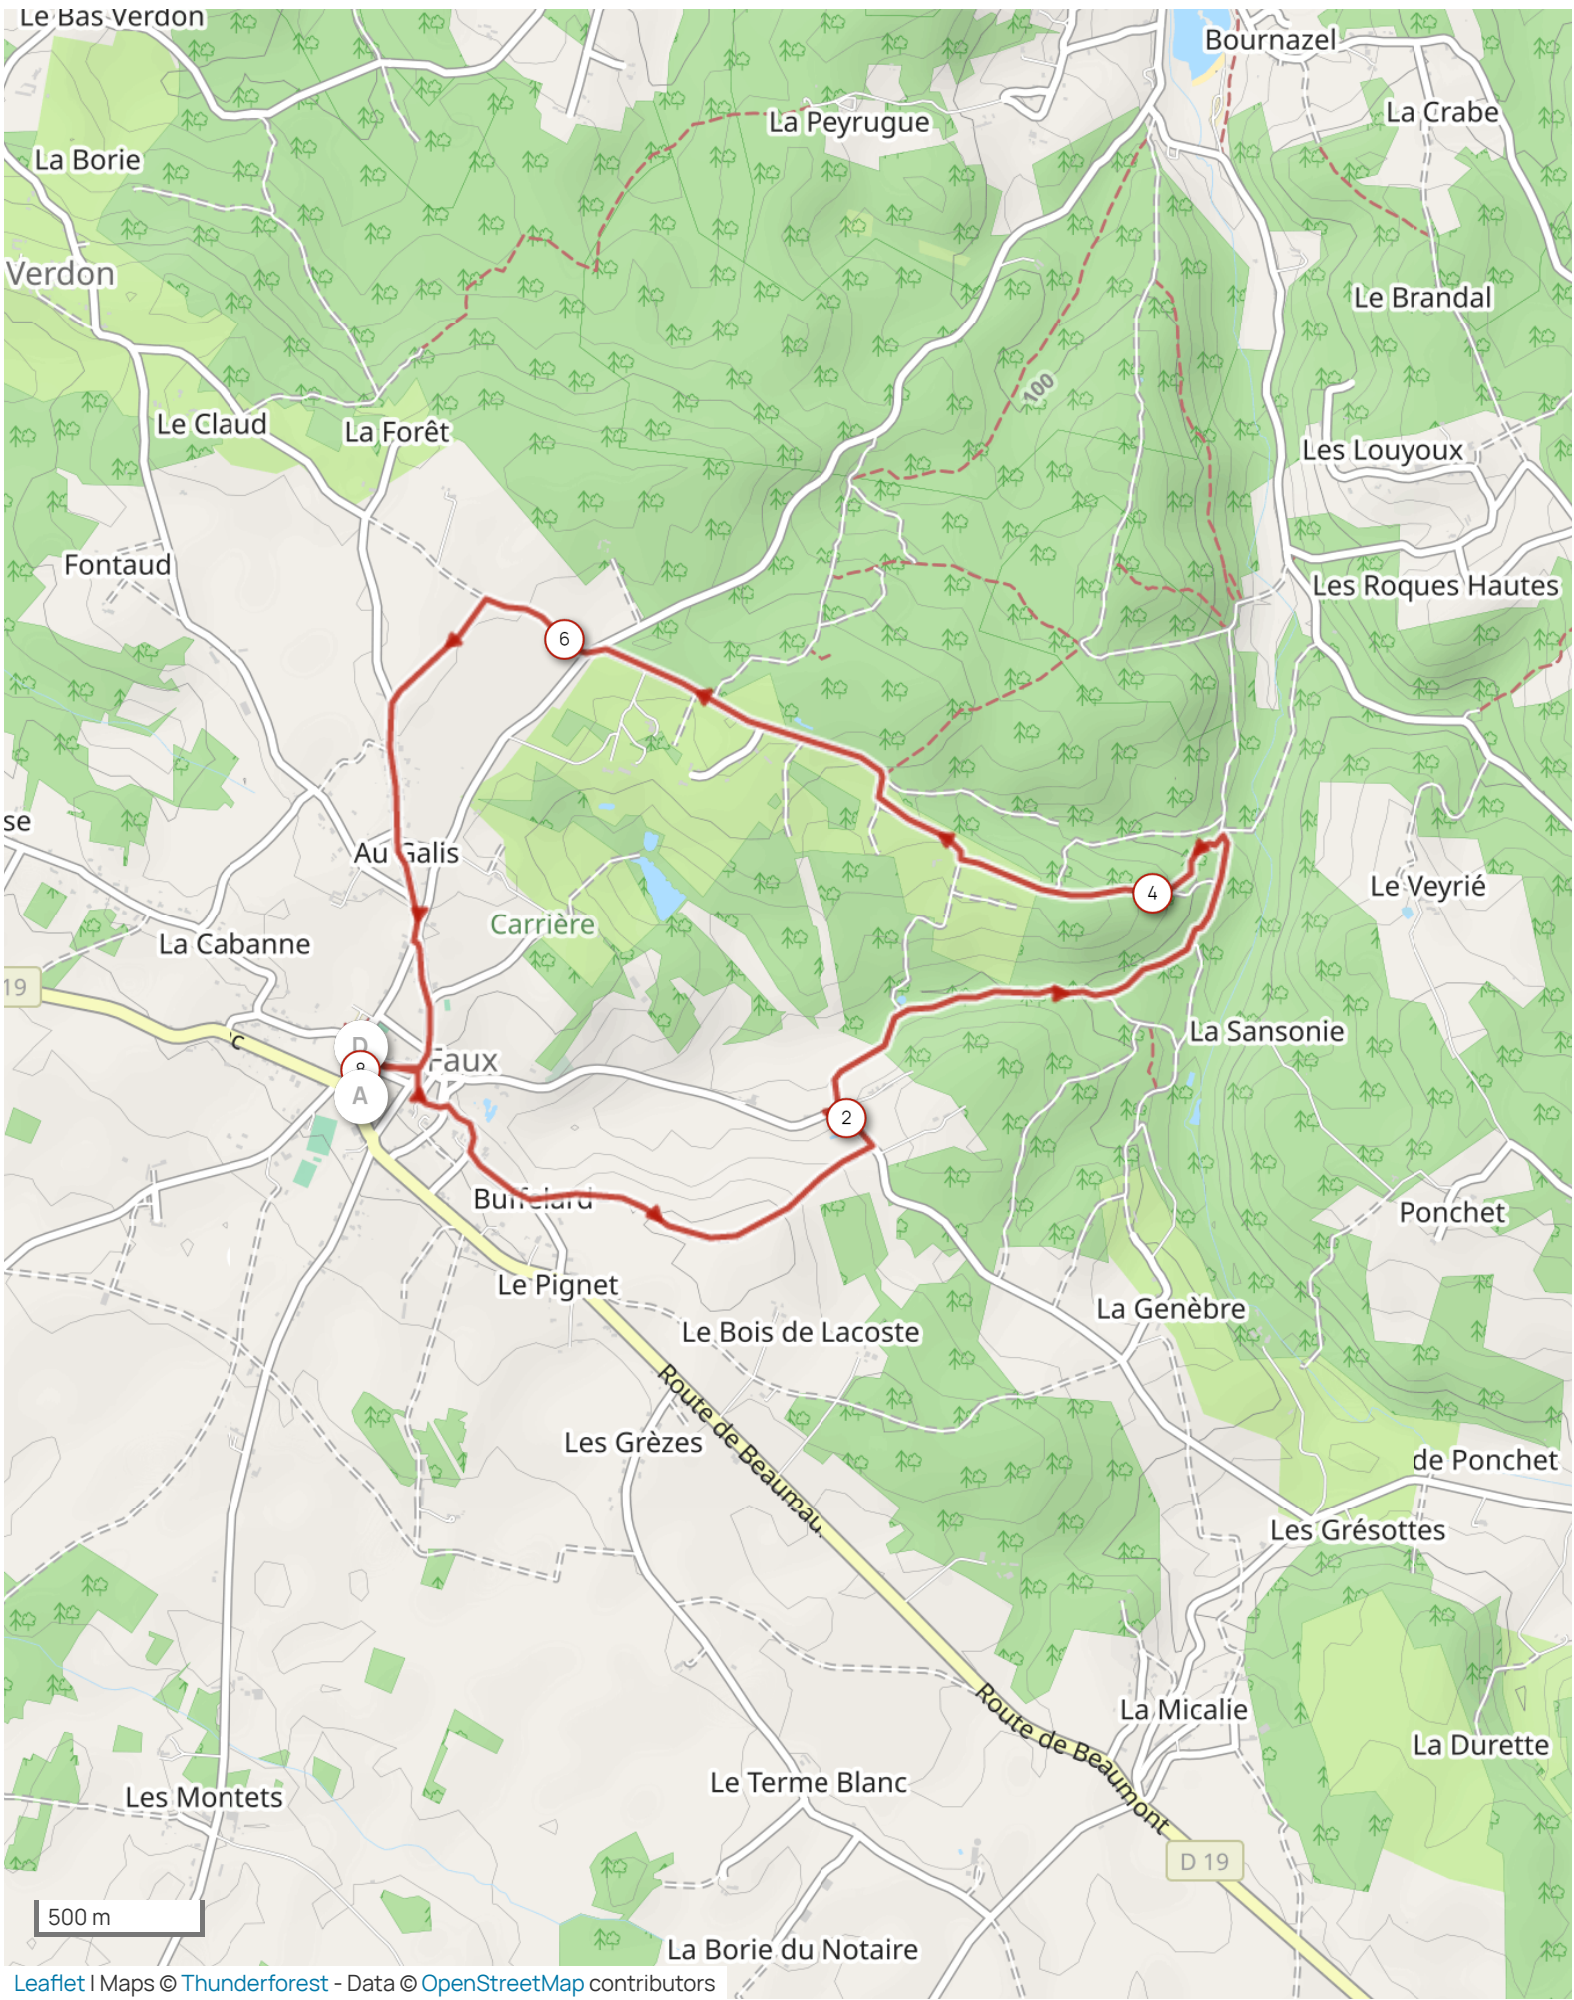 Le Bas Verdon
Bournazel
La Peyrugue
La Crabe
La Borie
Verdon
Le Brandal
100
Le Claud
La Forêt
Les Louyoux
Fontaud
Les Roques Hautes
6
se
Au Galis
Le Veyrié
4
Carrière
La Cabanne
19
La Sansonie
c
D
Faux
8
A
2
Buffelard
Ponchet
Le Pignet
La Genèbre
Le Bois de Lacoste
Route de Beaumau
Les Grèzes
de Ponchet
Les Grésottes
Route de Beaumont
La Micalie
La Durette
Le Terme Blanc
Les Montets
D 19
500 m
La Borie du Notaire
Leaflet | Maps © Thunderforest - Data © OpenStreetMap contributors